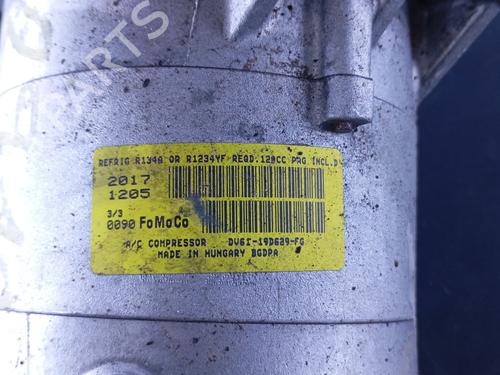 REFRIG R134A OR R1234YF REQD.120CC PAG INCL.D
2017
1205
3/3
0090 FoMoCo
A/C COMPRESSOR DV61-19D629-FG
MADE IN HUNGARY BGDPA
PARTS